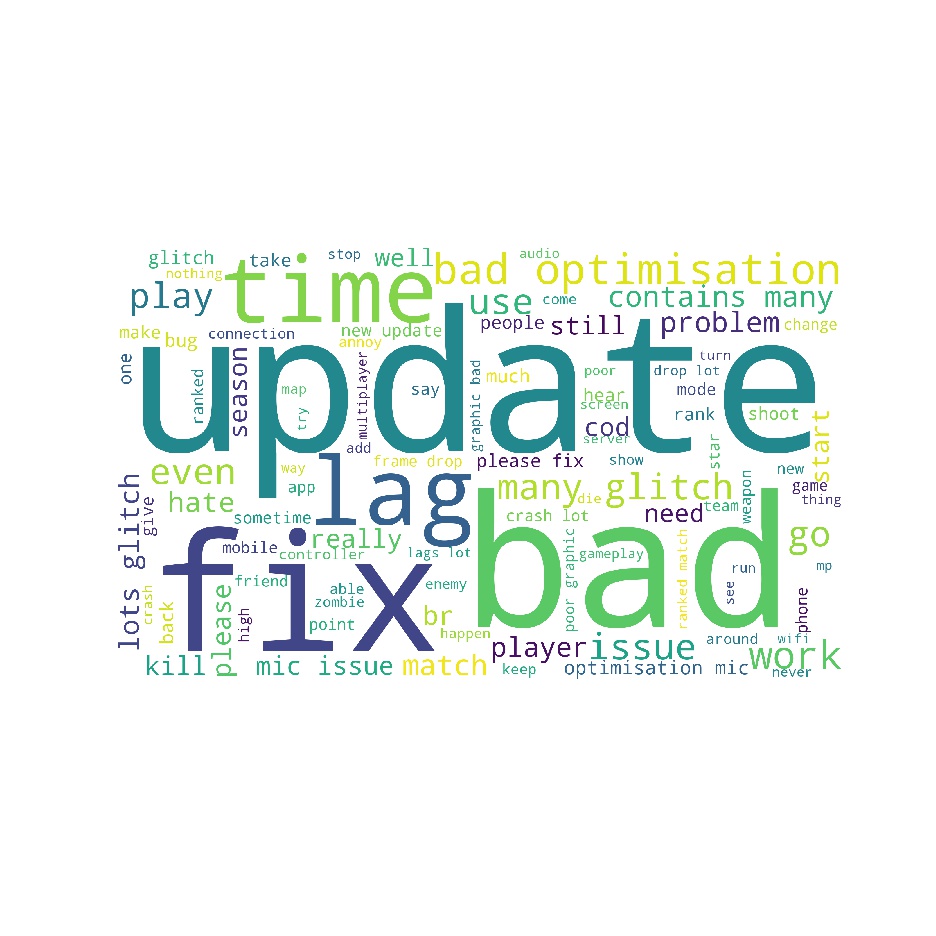 glitch
take
stop
well
audio
nothing
time
bad optimisation
play
use
come
contains many
make
bug
connection
new update
annoy
people
still
problem
change
update
one
ranked
season
map
try
multiplayer
add
say
graphic bad
much
poor
hear
screen
cod
server
drop lot
mode
rank
turn
shoot
star
start
even
way
app
lag
frame drop
please fix
show
new
game
thing
hate
many glitch
die
need
team
weapon
lots glitch
give
sometime
really
crash lot
go
fix
bad
mobile
controller
lags lot
gameplay
poor graphic
ranked match
run
see
mp
crash
back
please
high
friend
able
zombie
point
enemy
br
happen
phone
kill
mic issue
match
player
issue
keep
optimisation mic
around
wifi
work
never